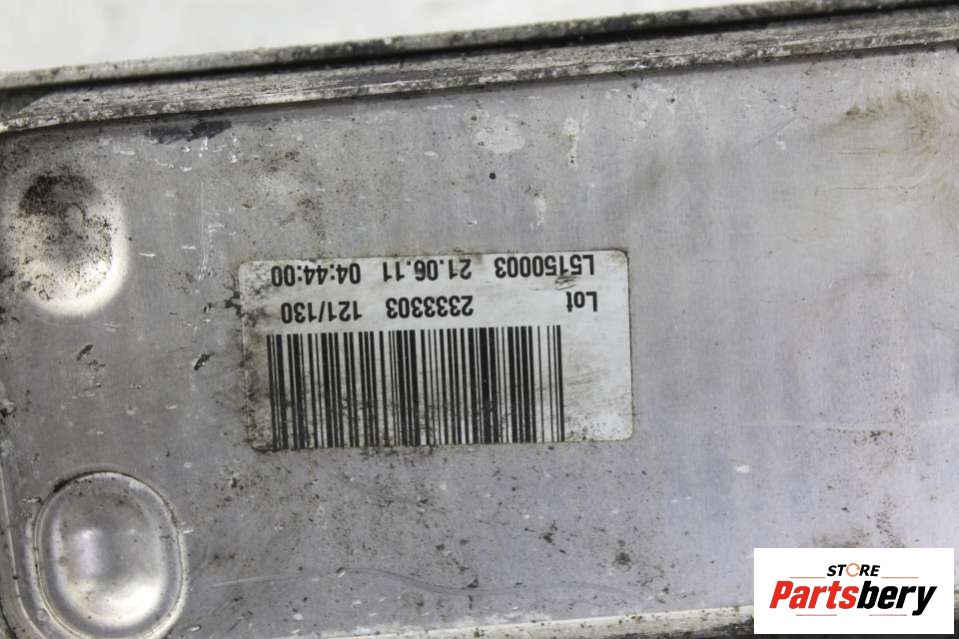 L5150003 21.06.11 04:44:00
Lot 2333303 121/130
STORE
Partsbery